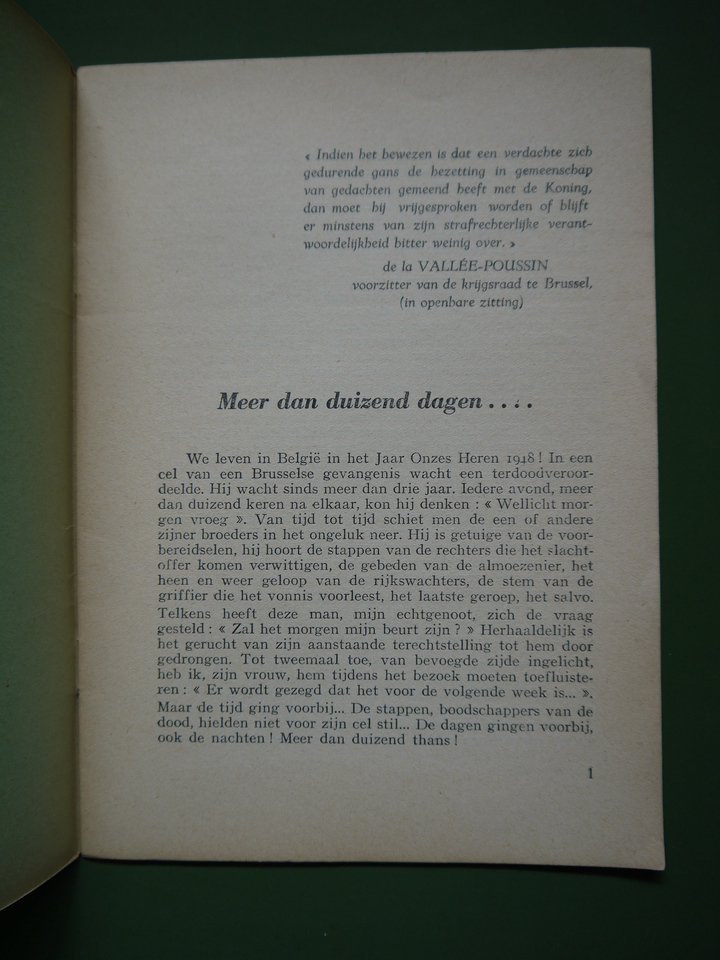 « Indien het bewezen is dat een verdachte zich
gedurende gans de bezetting in gemeenschap
van gedachten gemeend heeft met de Koning,
dan moet hij vrijgesproken worden of blijft
er minstens van zijn strafrechterlijke verant-
woordelijkheid bitter weinig over. »
de la VALLÉE-POUSSIN
voorzitter van de krijgsraad te Brussel,
(in openbare zitting)
Meer dan duizend dagen....
We leven in België in het Jaar Onzes Heren 1948! In een
cel van een Brusselse gevangenis wacht een terdoodveroor-
deelde. Hij wacht sinds meer dan drie jaar. Iedere avond, meer
dan duizend keren na elkaar, kon hij denken : « Wellicht mor-
gen vroeg ». Van tijd tot tijd schiet men de een of andere
zijner broeders in het ongeluk neer. Hij is getuige van de voor-
bereidselen, hij hoort de stappen van de rechters die het slacht-
offer komen verwittigen, de gebeden van de almoezenier, het
heen en weer geloop van de rijkswachters, de stem van de
griffier die het vonnis voorleest, het laatste geroep, het salvo.
Telkens heeft deze man, mijn echtgenoot, zich de vraag
gesteld : « Zal het morgen mijn beurt zijn ? » Herhaaldelijk is
het gerucht van zijn aanstaande terechtstelling tot hem door
gedrongen. Tot tweemaal toe, van bevoegde zijde ingelicht,
heb ik, zijn vrouw, hem tijdens het bezoek moeten toefluiste-
ren : « Er wordt gezegd dat het voor de volgende week is... ».
Maar de tijd ging voorbij... De stappen, boodschappers van de
dood, hielden niet voor zijn cel stil... De dagen gingen voorbij,
ook de nachten ! Meer dan duizend thans !
1